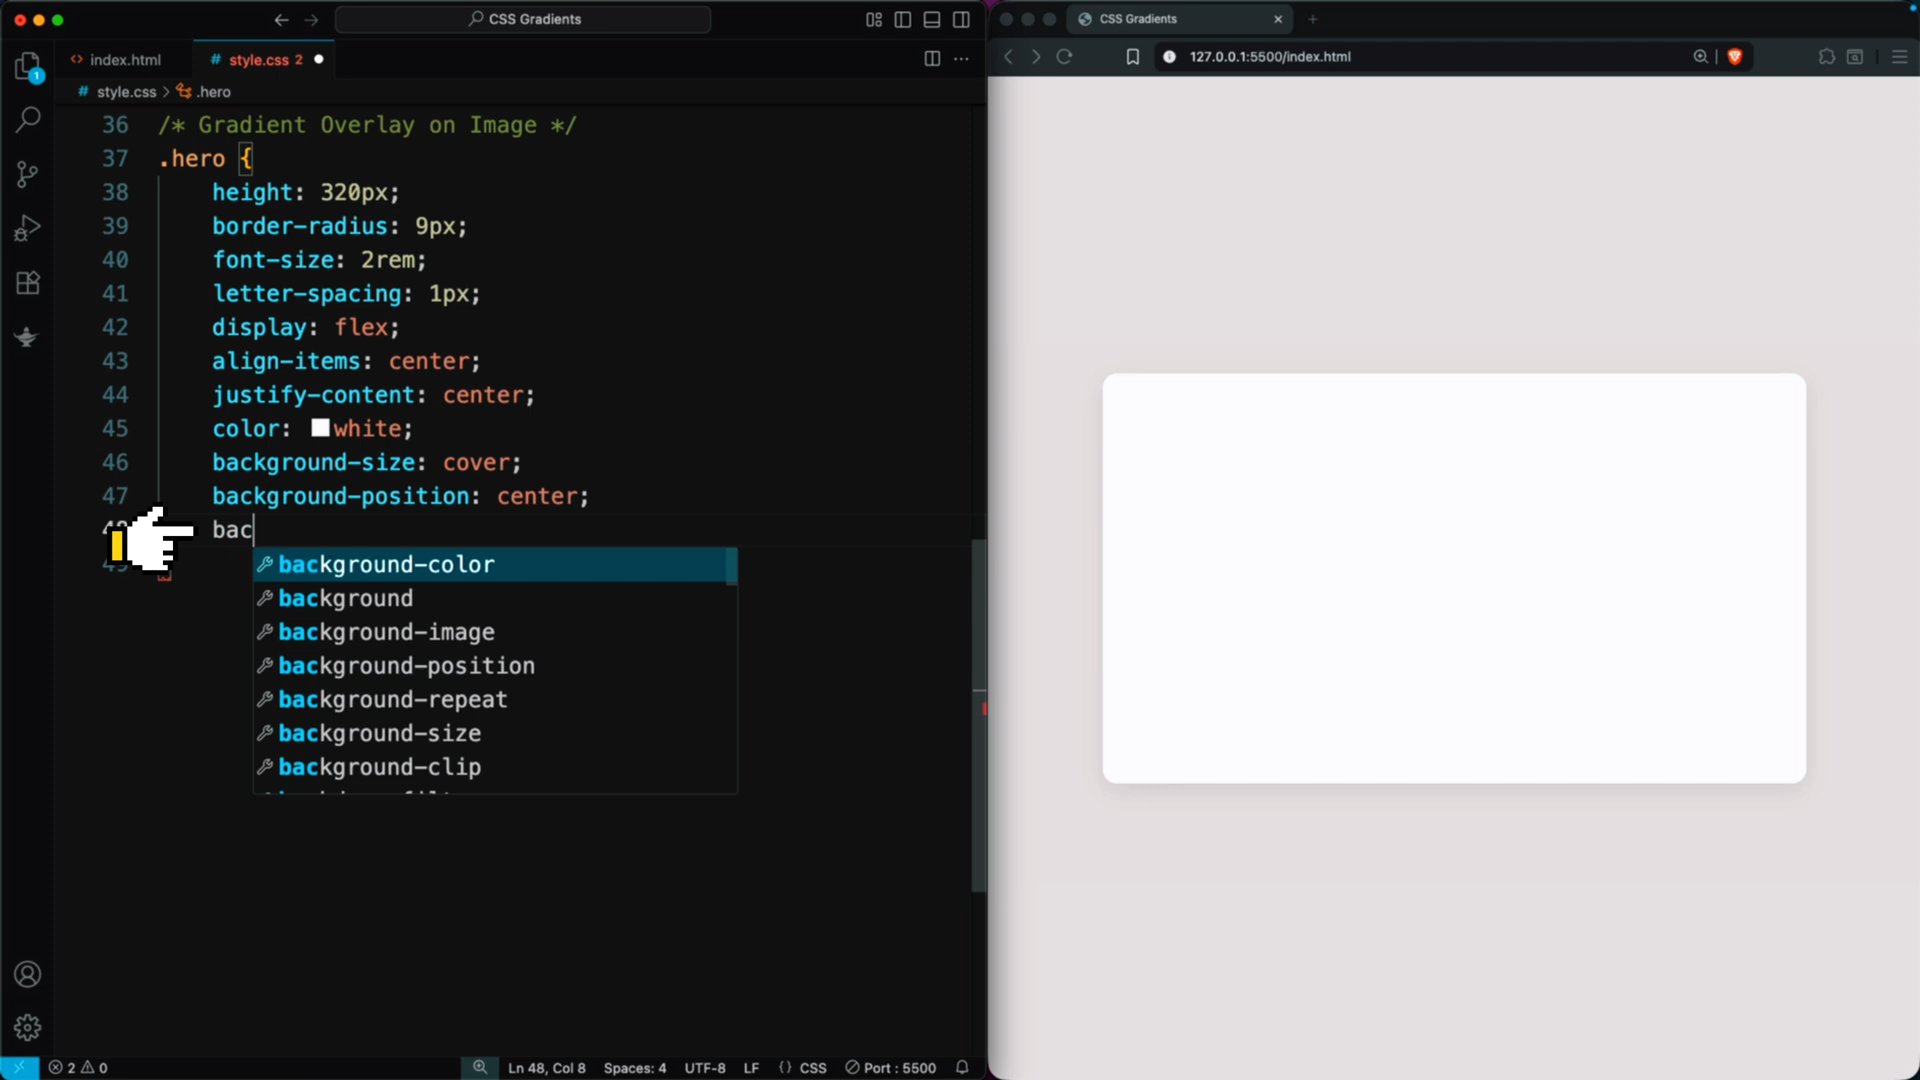 CSS Gradients
index.html
# style.css 2
# style.css > .hero
36 /* Gradient Overlay on Image */
37 .hero {
38 height: 320px;
39 border-radius: 9px;
40 font-size: 2rem;
41 letter-spacing: 1px;
42 display: flex;
43 align-items: center;
44 justify-content: center;
45 color: white;
46 background-size: cover;
47 background-position: center;
bac
background-color
background
background-image
background-position
background-repeat
background-size
background-clip
1
2 0
Ln 48, Col 8 Spaces: 4 UTF-8 LF {} CSS Port : 5500
CSS Gradients
127.0.0.1:5500/index.html